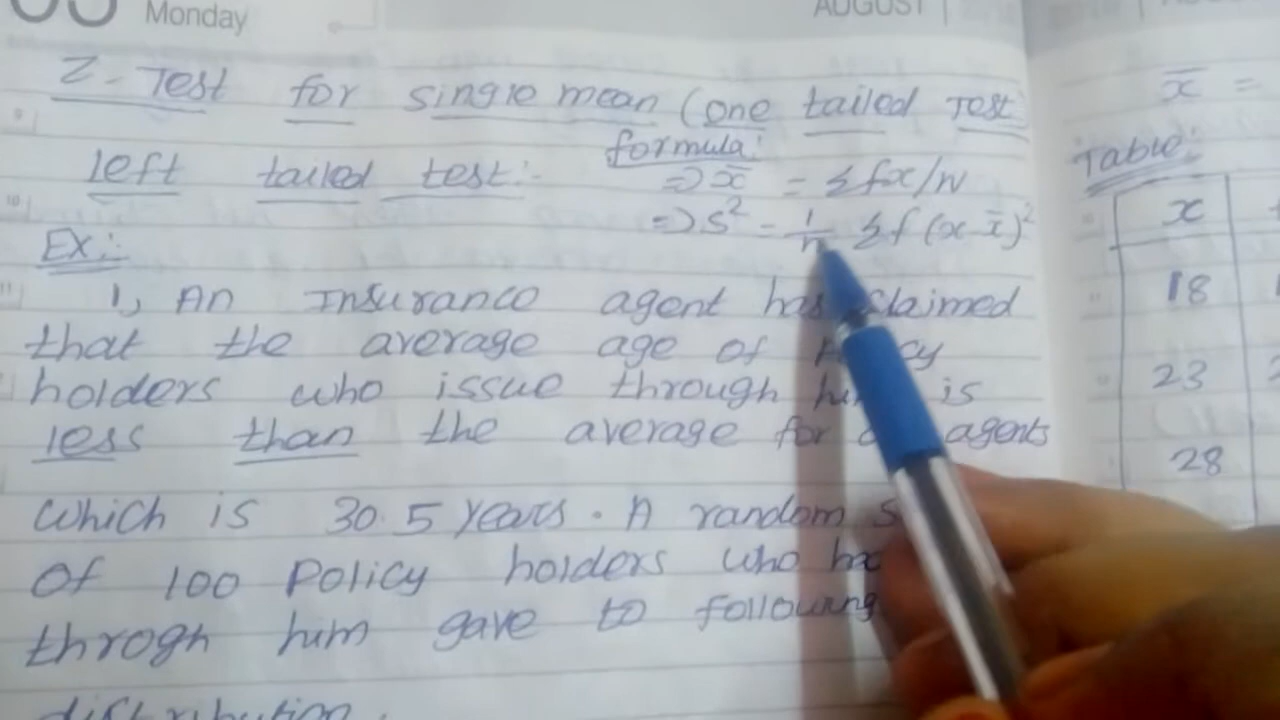 Monday
AUGUST
Z-Test for single mean (one tailed Test
left tailed test:-
formula:
=> x̄ = Σfx/N
=> S² = 1/n Σf (x-x̄)²
Ex:-
1, An Insurance agent has claimed
that the average age of
holders who issue through is
less than the average for agents
which is 30.5 years. A random
of 100 Policy holders who
throgh him gave to following
distribution.
x̄ =
Table:
x
18
23
28